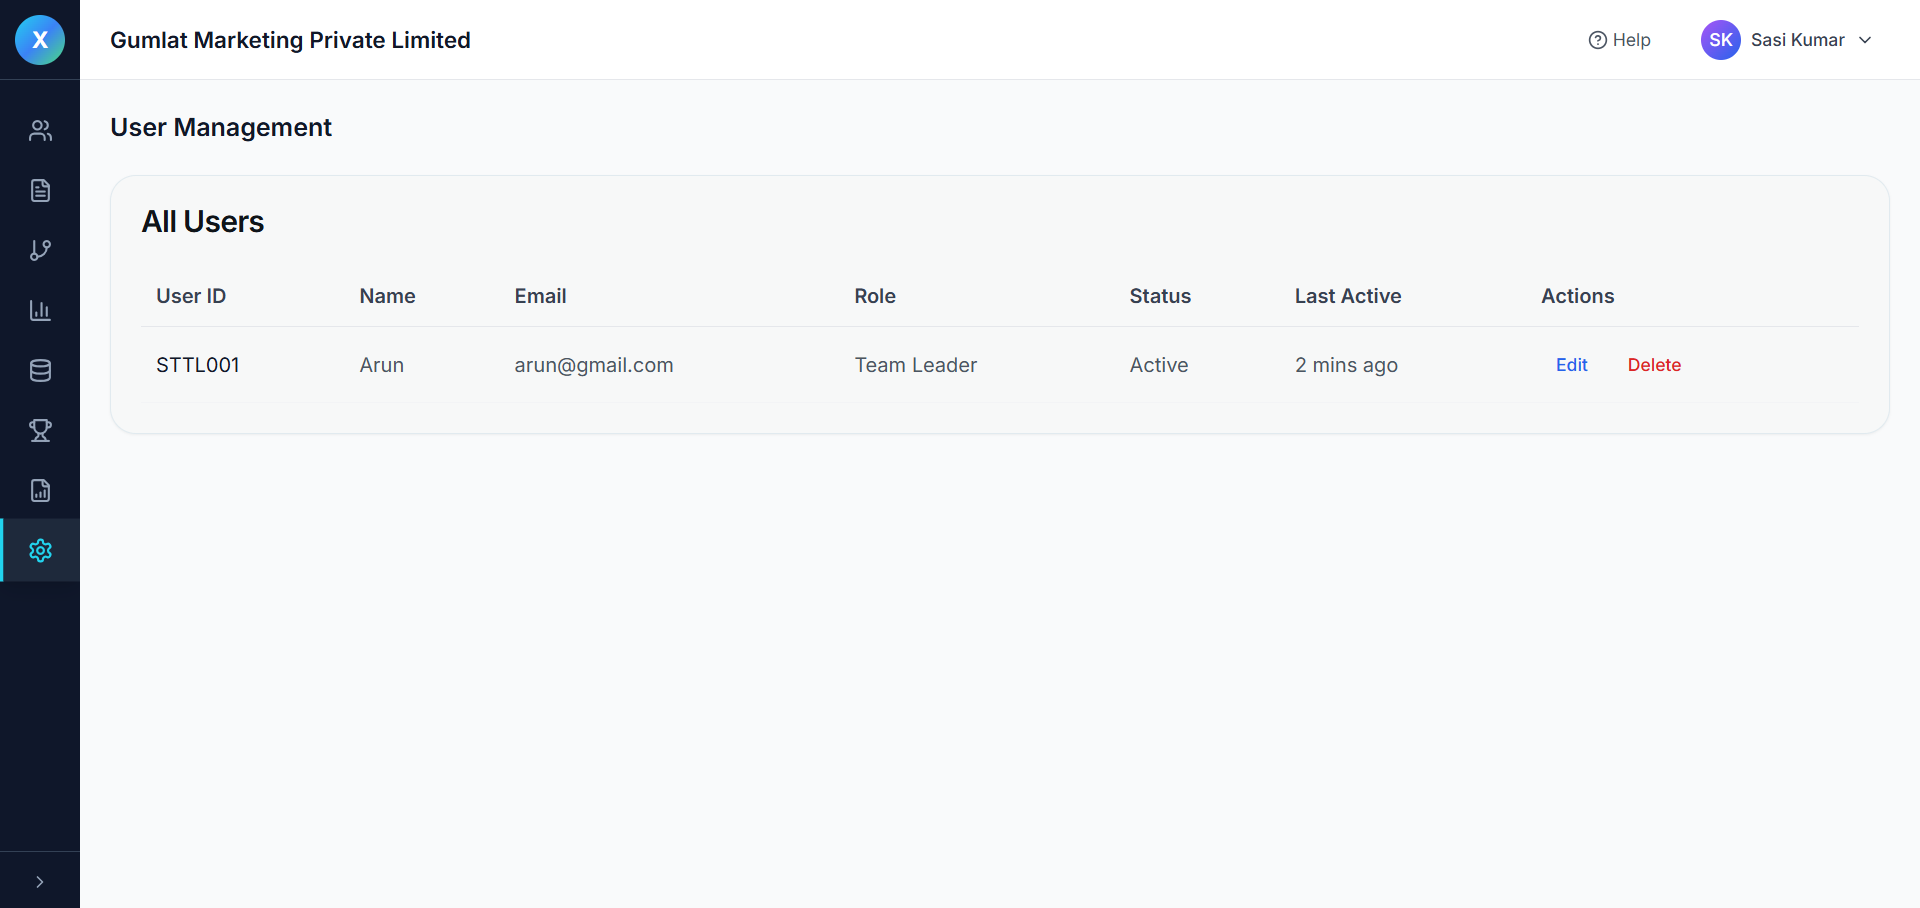 X
Gumlat Marketing Private Limited
Help
SK
Sasi Kumar
User Management
All Users
User ID Name Email Role Status Last Active Actions
STTL001 Arun arun@gmail.com Team Leader Active 2 mins ago Edit Delete